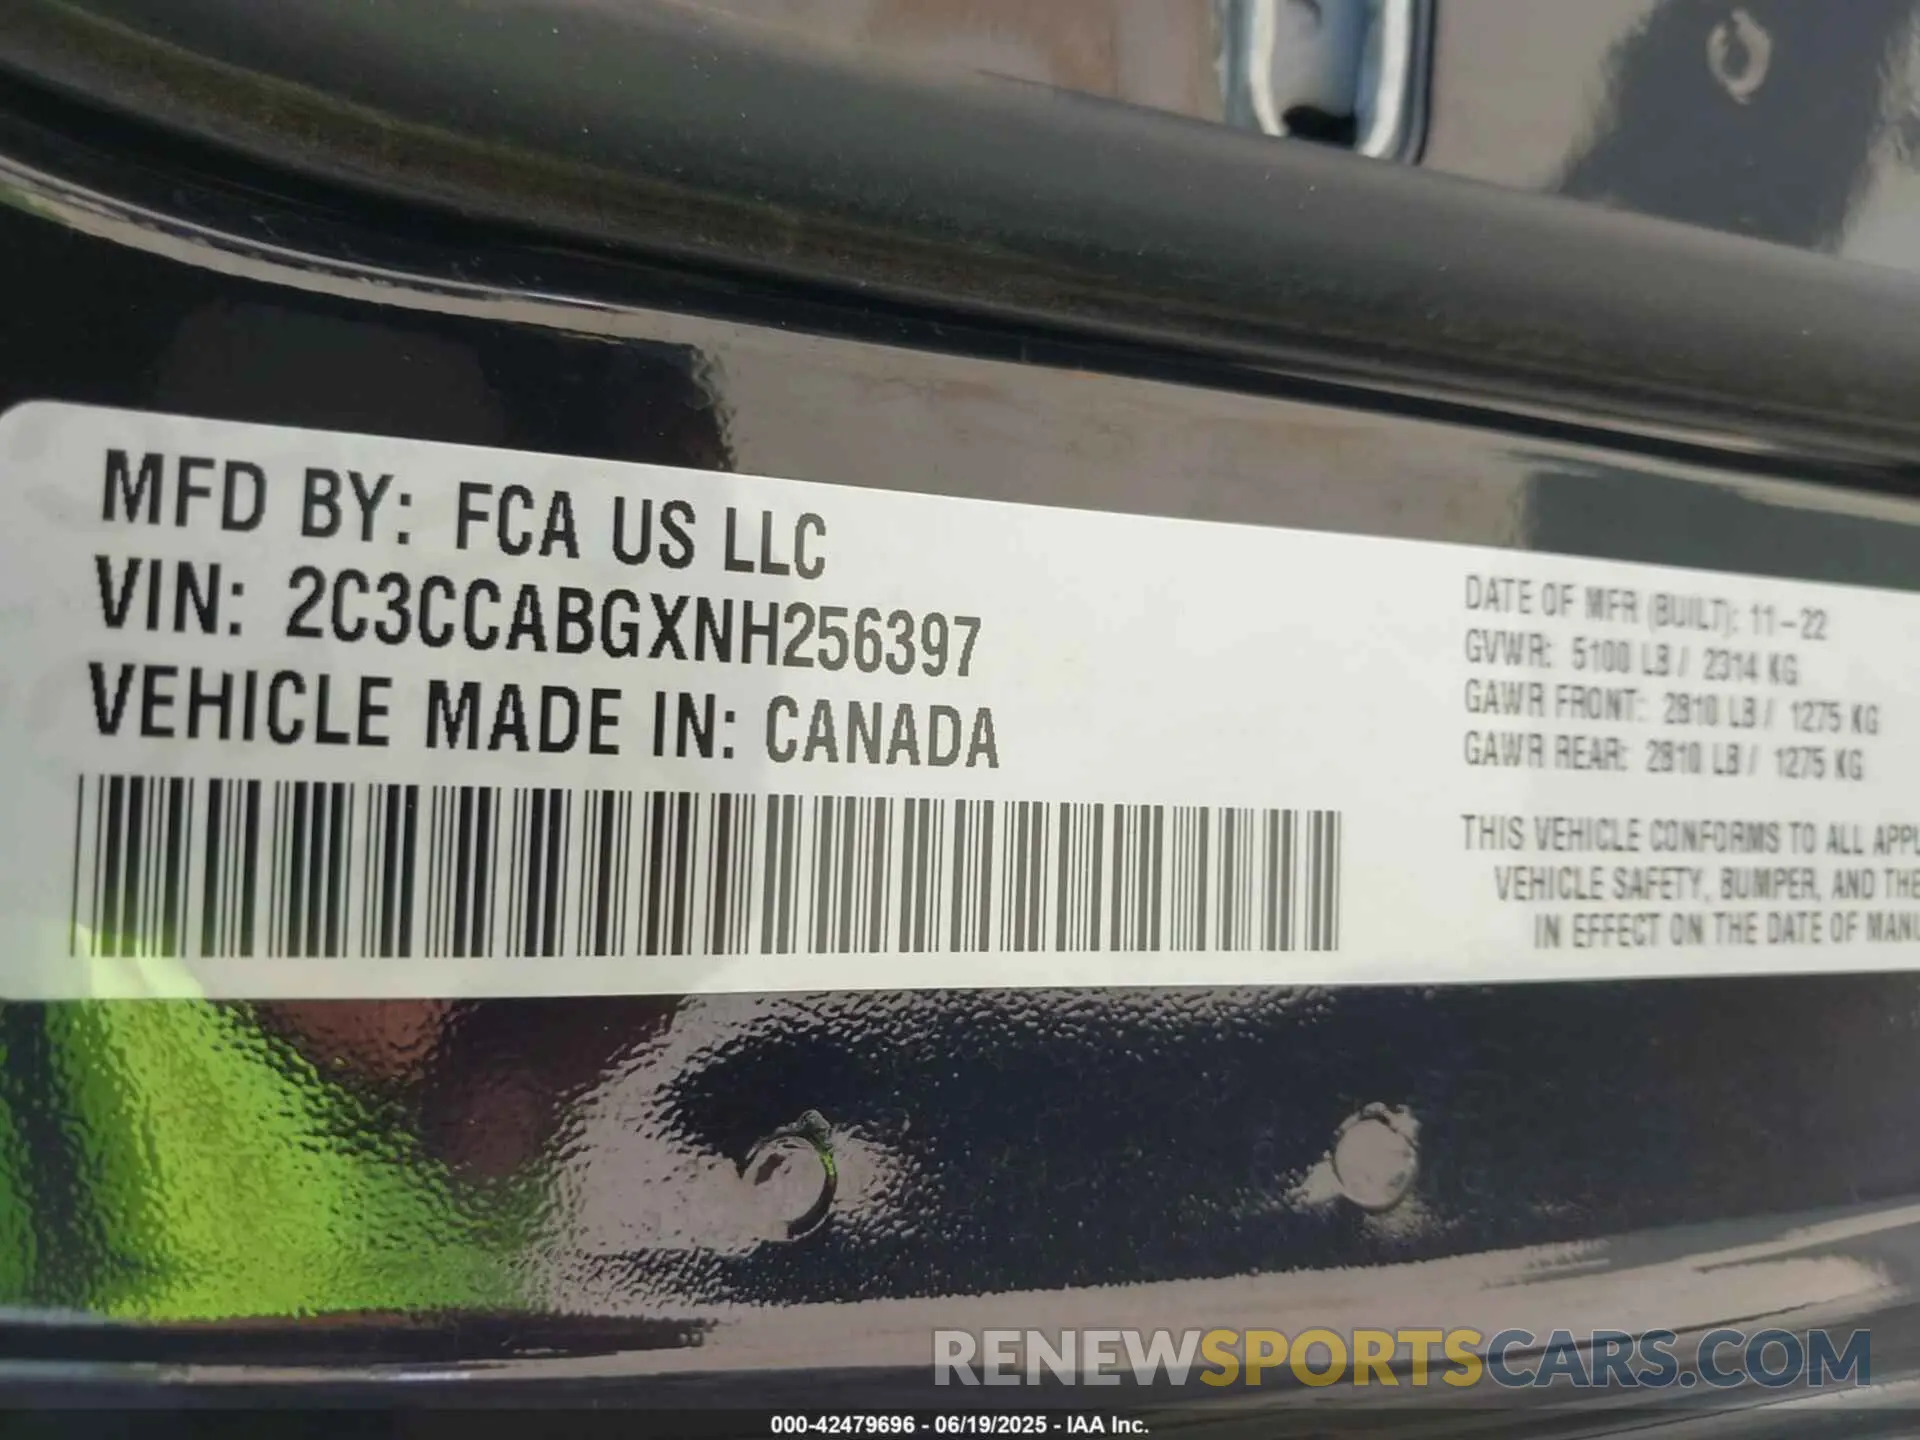 MFD BY: FCA US LLC
VIN: 2C3CCABGXNH256397
VEHICLE MADE IN: CANADA
DATE OF MFR (BUILT): 11-22
GVWR: 5100 LB / 2314 KG
GAWR FRONT: 2810 LB / 1275 KG
GAWR REAR: 2810 LB / 1275 KG
THIS VEHICLE CONFORMS TO ALL APPL
VEHICLE SAFETY, BUMPER, AND THE
IN EFFECT ON THE DATE OF MANU
RENEWSPORTSCARS.COM
000-42479696 - 06/19/2025 - IAA Inc.